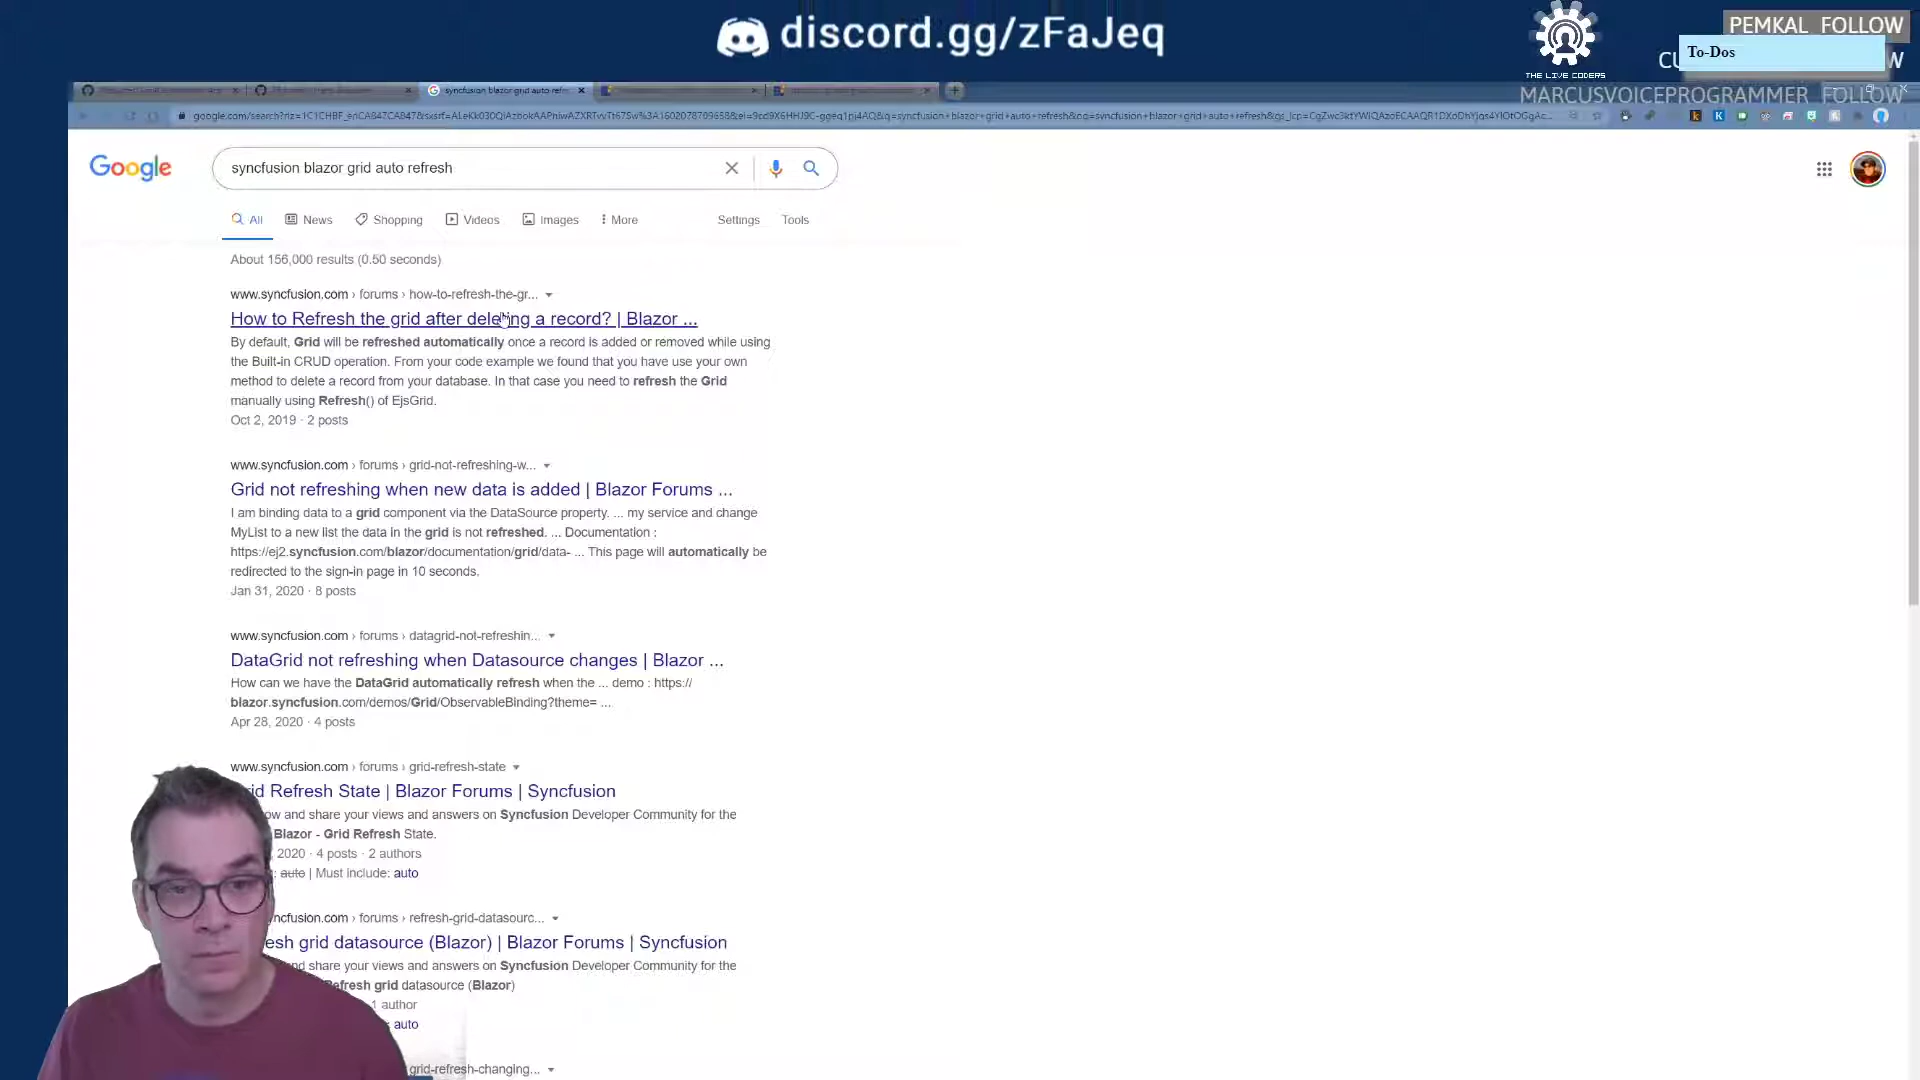 discord.gg/zFaJeq
THE LIVE CODERS
PEMKAL_ FOLLOW
To-Dos
MARCUSVOICEPROGRAMMER_ FOLLOW
syncfusion blazor grid auto refr
Google
syncfusion blazor grid auto refresh
All News Shopping Videos Images More Settings Tools
About 156,000 results (0.50 seconds)
www.syncfusion.com › forums › how-to-refresh-the-gr...
How to Refresh the grid after deleting a record? | Blazor ...
By default, Grid will be refreshed automatically once a record is added or removed while using
the Built-in CRUD operation. From your code example we found that you have use your own
method to delete a record from your database. In that case you need to refresh the Grid
manually using Refresh() of EjsGrid.
Oct 2, 2019 · 2 posts
www.syncfusion.com › forums › grid-not-refreshing-w...
Grid not refreshing when new data is added | Blazor Forums ...
I am binding data to a grid component via the DataSource property. ... my service and change
MyList to a new list the data in the grid is not refreshed. ... Documentation :
https://ej2.syncfusion.com/blazor/documentation/grid/data- ... This page will automatically be
redirected to the sign-in page in 10 seconds.
Jan 31, 2020 · 8 posts
www.syncfusion.com › forums › datagrid-not-refreshin...
DataGrid not refreshing when Datasource changes | Blazor ...
How can we have the DataGrid automatically refresh when the ... demo : https://
blazor.syncfusion.com/demos/Grid/ObservableBinding?theme= ...
Apr 28, 2020 · 4 posts
www.syncfusion.com › forums › grid-refresh-state
id Refresh State | Blazor Forums | Syncfusion
ow and share your views and answers on Syncfusion Developer Community for the
Blazor - Grid Refresh State.
, 2020 · 4 posts · 2 authors
: auto | Must include: auto
ncfusion.com › forums › refresh-grid-datasourc...
esh grid datasource (Blazor) | Blazor Forums | Syncfusion
nd share your views and answers on Syncfusion Developer Community for the
Refresh grid datasource (Blazor)
1 author
: auto
grid-refresh-changing...